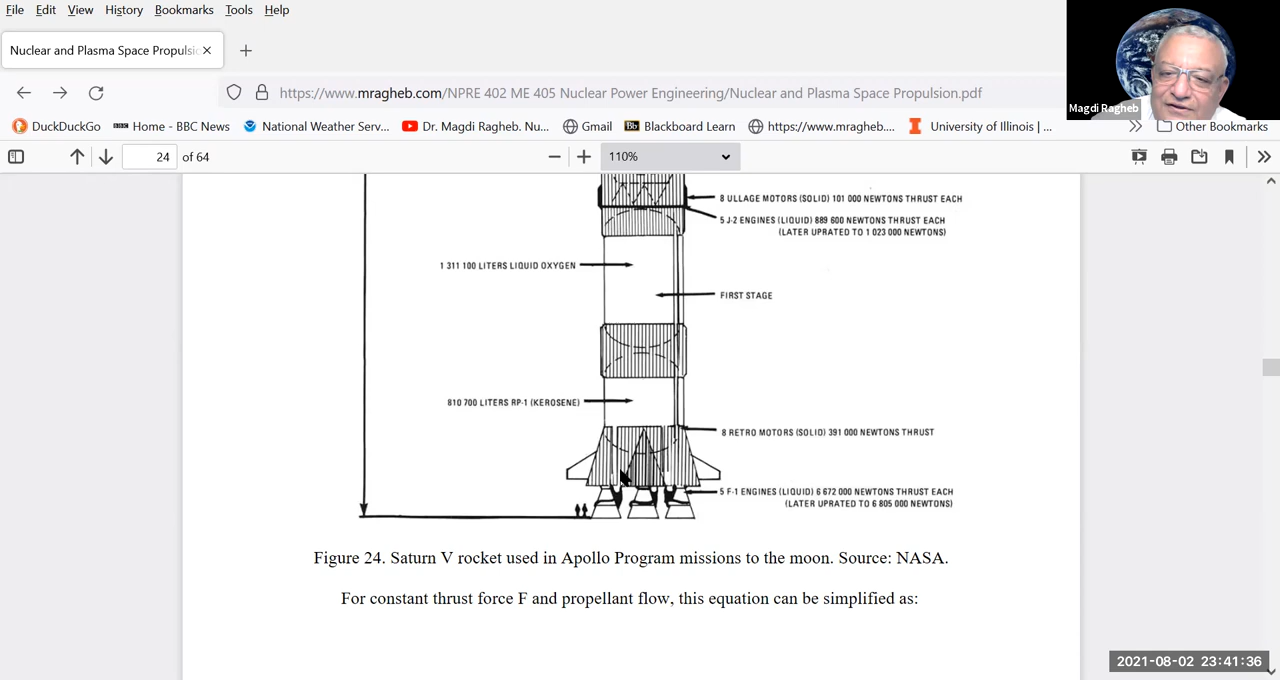 File Edit View History Bookmarks Tools Help
Nuclear and Plasma Space Propulsi
https://www.mragheb.com/NPRE 402 ME 405 Nuclear Power Engineering/Nuclear and Plasma Space Propulsion.pdf
Magdi Ragheb
DuckDuckGo BBC Home - BBC News National Weather Serv... Dr. Magdi Ragheb. Nu... Gmail Bb Blackboard Learn https://www.mragheb.... University of Illinois | ... Other Bookmarks
24 of 64 110%
8 ULLAGE MOTORS (SOLID) 101 000 NEWTONS THRUST EACH
5 J-2 ENGINES (LIQUID) 889 600 NEWTONS THRUST EACH
(LATER UPRATED TO 1 023 000 NEWTONS)
1 311 100 LITERS LIQUID OXYGEN
FIRST STAGE
810 700 LITERS RP-1 (KEROSENE)
8 RETRO MOTORS (SOLID) 391 000 NEWTONS THRUST
5 F-1 ENGINES (LIQUID) 6 672 000 NEWTONS THRUST EACH
(LATER UPRATED TO 6 805 000 NEWTONS)
Figure 24. Saturn V rocket used in Apollo Program missions to the moon. Source: NASA.
For constant thrust force F and propellant flow, this equation can be simplified as:
2021-08-02 23:41:36